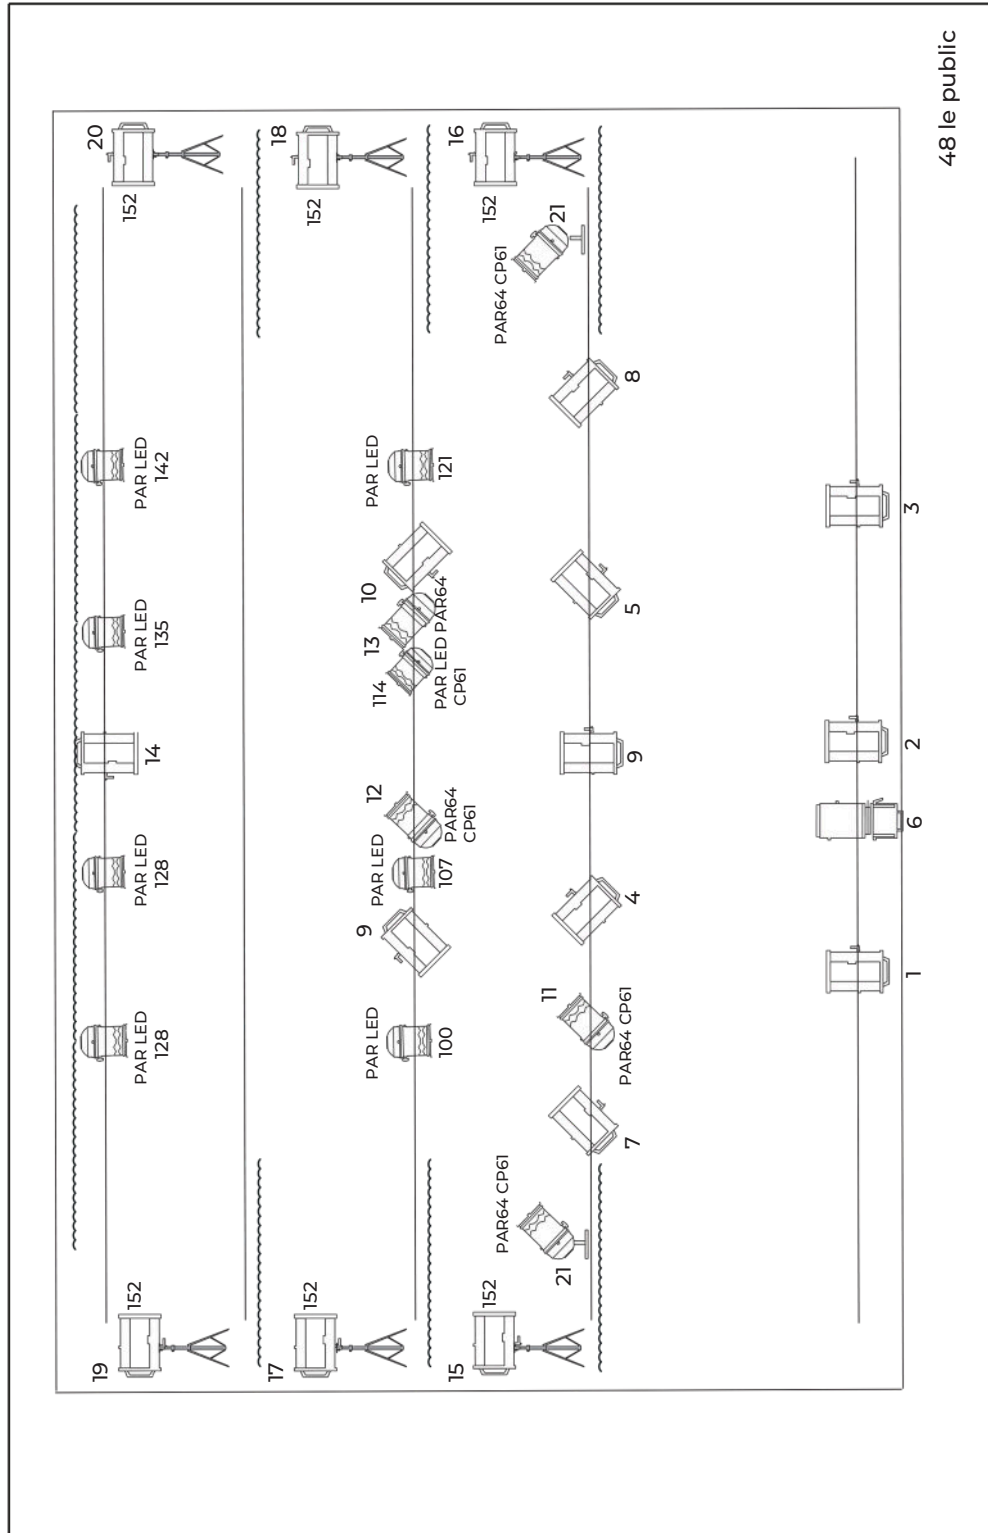 19
152
PAR LED
128
PAR LED
128
14
PAR LED
135
PAR LED
142
152
20
17
152
PAR LED
100
9
PAR LED
107
12
PAR64
CP61
114
13
10
PAR LED PAR64
CP61
PAR LED
121
152
18
15
152
PAR64 CP61
21
7
11
PAR64 CP61
4
9
5
8
PAR64 CP61
21
152
16
1
6
2
3
48 le public